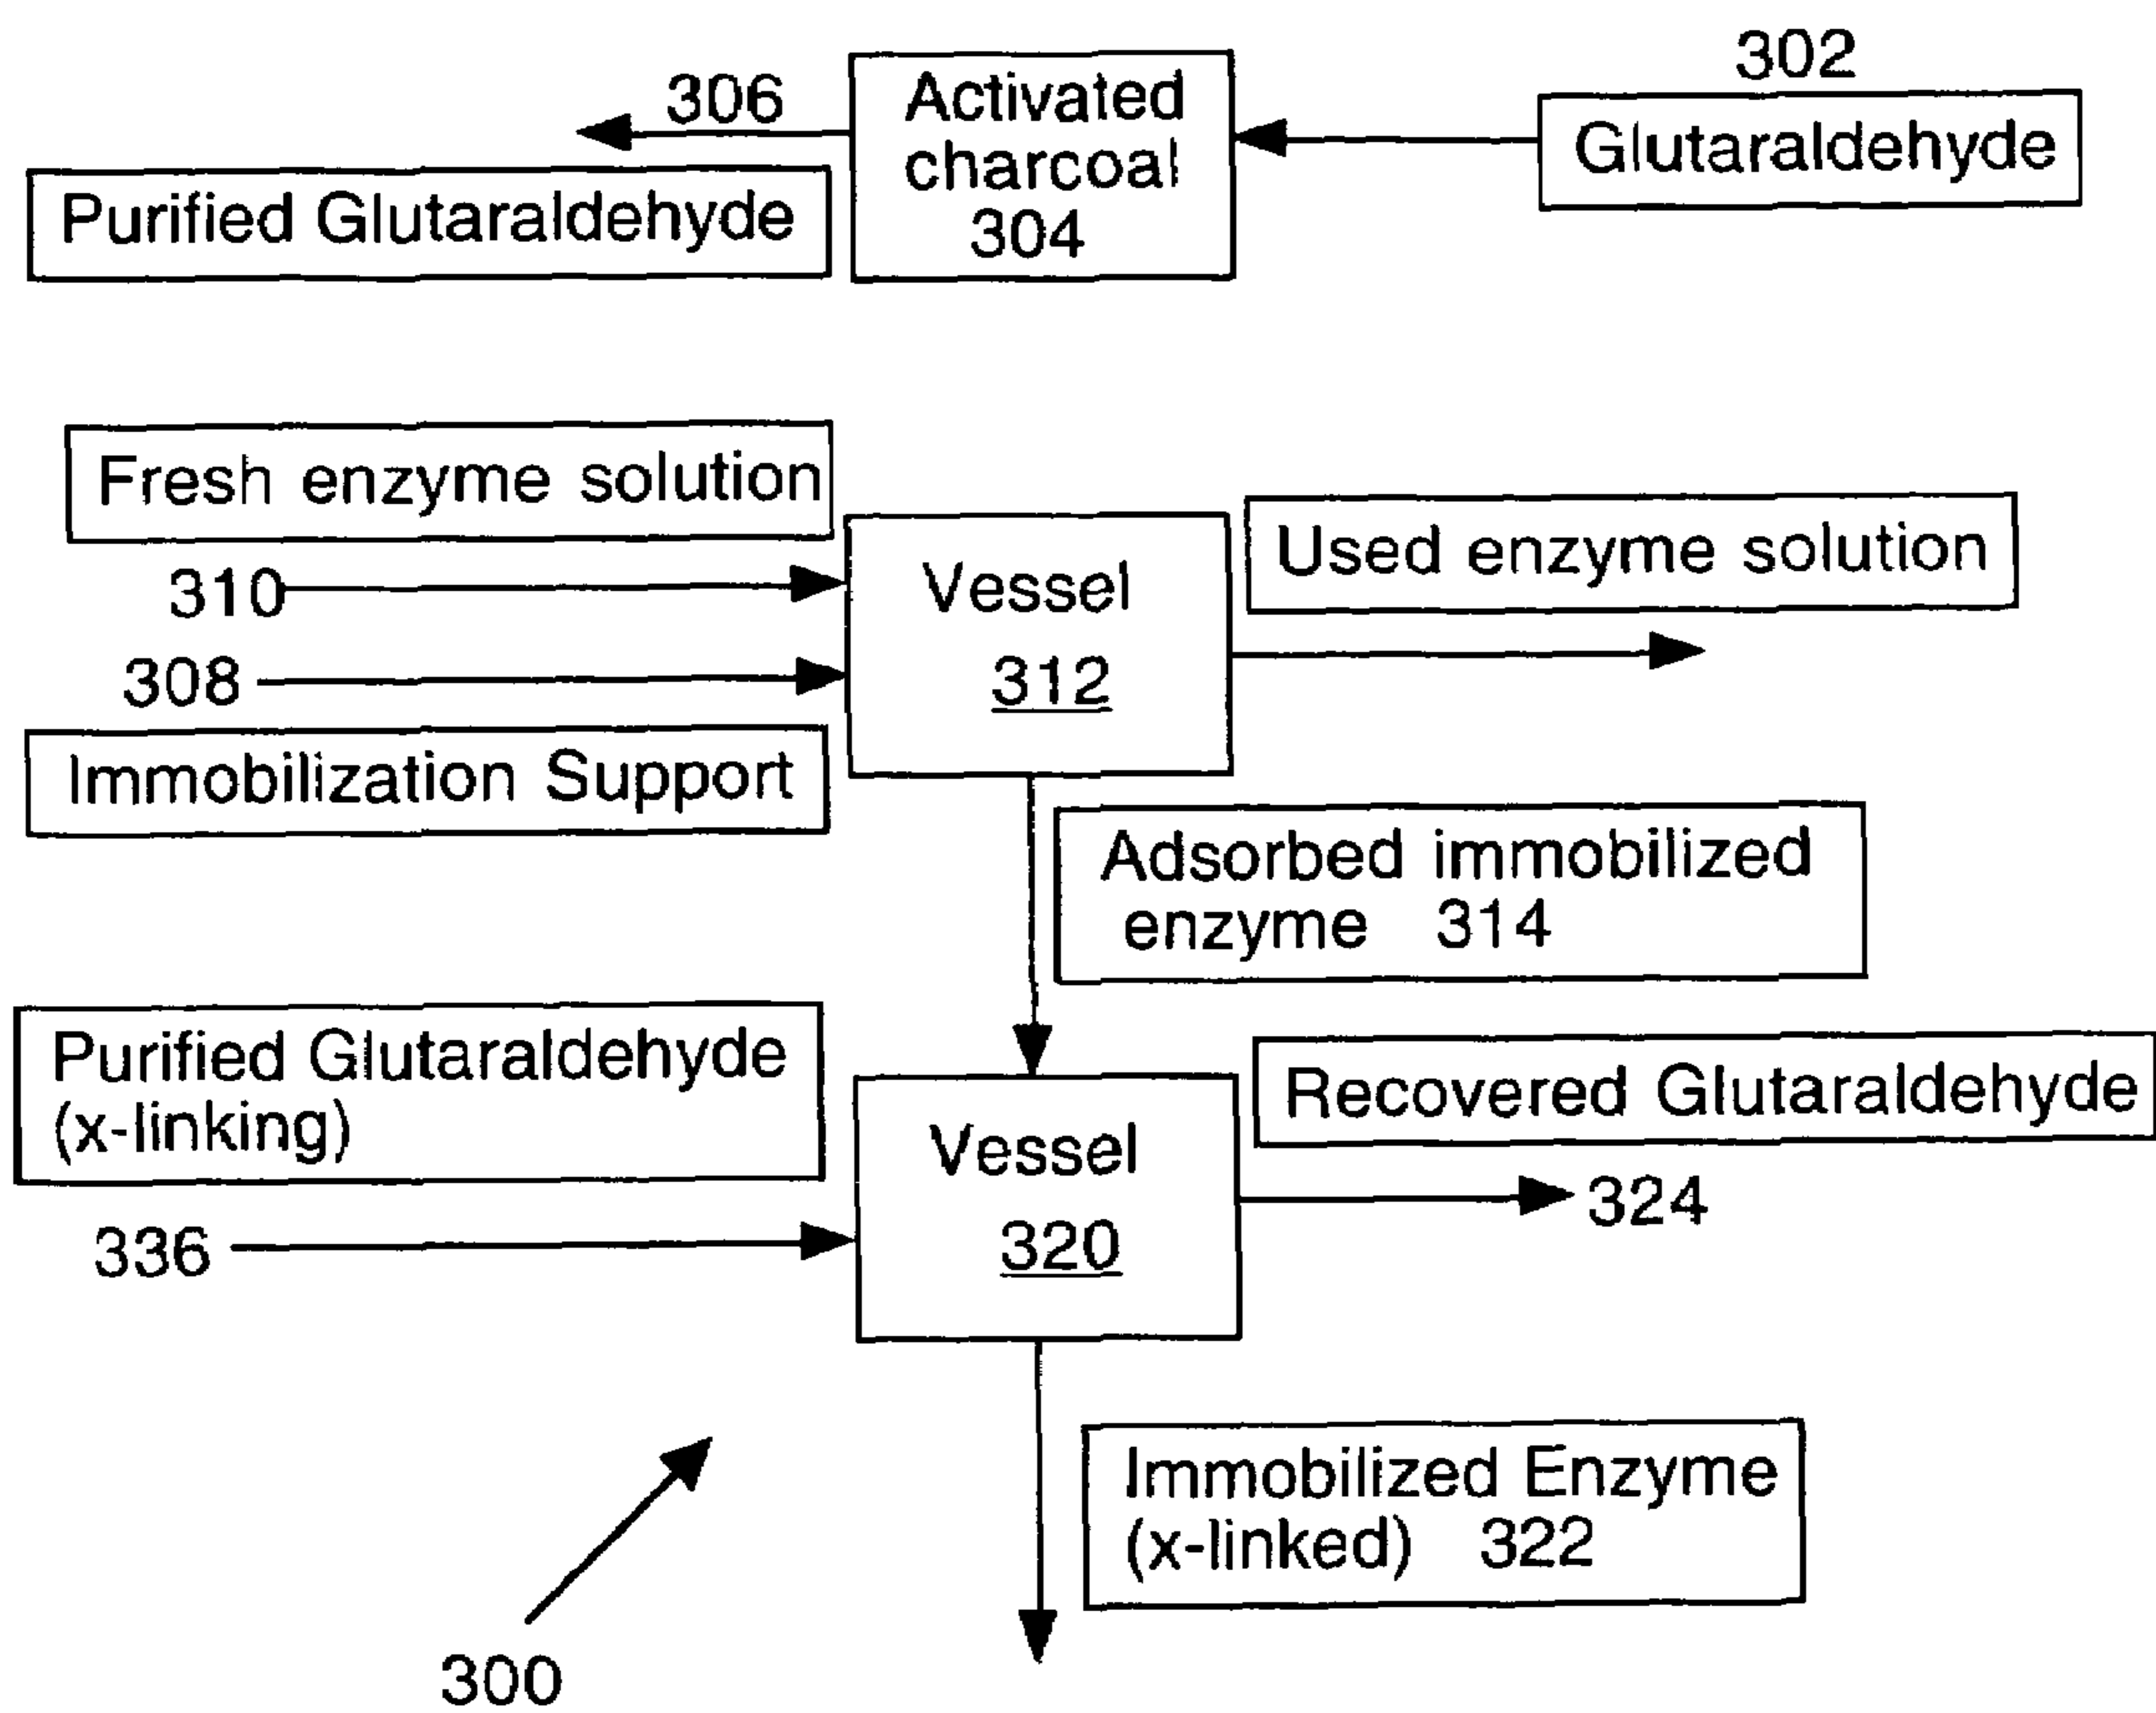 302
306
Activated
charcoal
304
Glutaraldehyde
Purified Glutaraldehyde
Fresh enzyme solution
310
308
Immobilization Support
Vessel
312
Used enzyme solution
Adsorbed immobilized
enzyme 314
Purified Glutaraldehyde
(x-linking)
336
Vessel
320
Recovered Glutaraldehyde
324
Immobilized Enzyme
(x-linked) 322
300